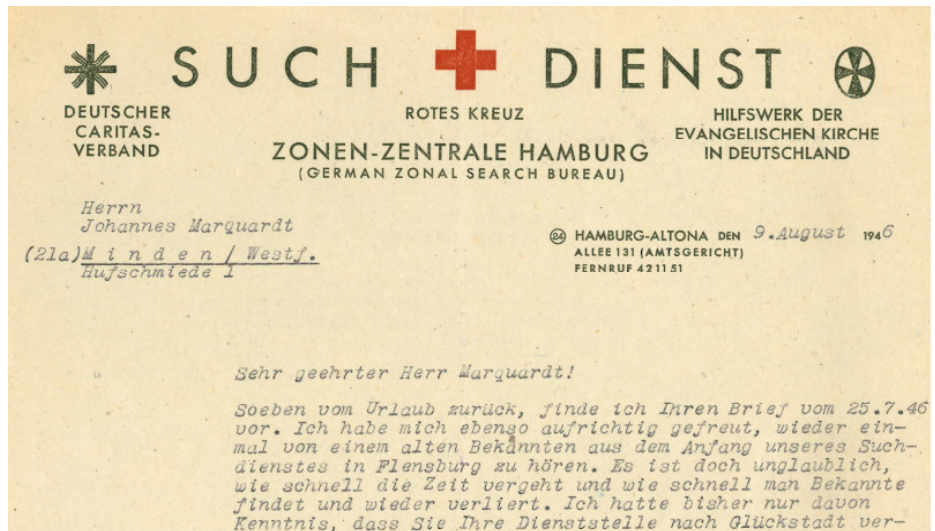 SUCH DIENST
DEUTSCHER
CARITAS-
VERBAND
ROTES KREUZ
HILFSWERK DER
EVANGELISCHEN KIRCHE
IN DEUTSCHLAND
ZONEN-ZENTRALE HAMBURG
(GERMAN ZONAL SEARCH BUREAU)
Herrn
Johannes Marquardt
(21a) M i n d e n / Westf.
Hufschmiede 1
24 HAMBURG-ALTONA DEN 9.August 1946
ALLEE 131 (AMTSGERICHT)
FERNRUF 421151
Sehr geehrter Herr Marquardt!
Soeben vom Urlaub zurück, finde ich Ihren Brief vom 25.7.46
vor. Ich habe mich ebenso aufrichtig gefreut, wieder ein-
mal von einem alten Bekannten aus dem Anfang unseres Such-
dienstes in Flensburg zu hören. Es ist doch unglaublich,
wie schnell die Zeit vergeht und wie schnell man Bekannte
findet und wieder verliert. Ich hatte bisher nur davon
Kenntnis, dass Sie Ihre Dienststelle nach Glückstadt ver-